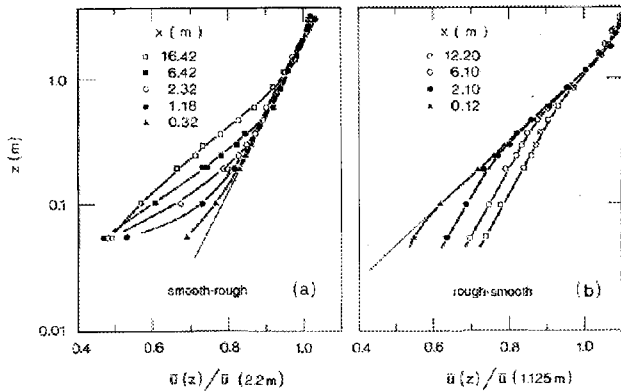 x (m)
16.42
6.42
2.32
1.18
0.32
smooth-rough
(a)
x (m)
12.20
6.10
2.10
0.12
rough-smooth
(b)
z (m)
1.0
0.1
0.01
0.4 0.6 0.8 1.0
0.4 0.6 0.8 1.0
ū(z)/ū(2.2m)
ū(z)/ū(1.125m)